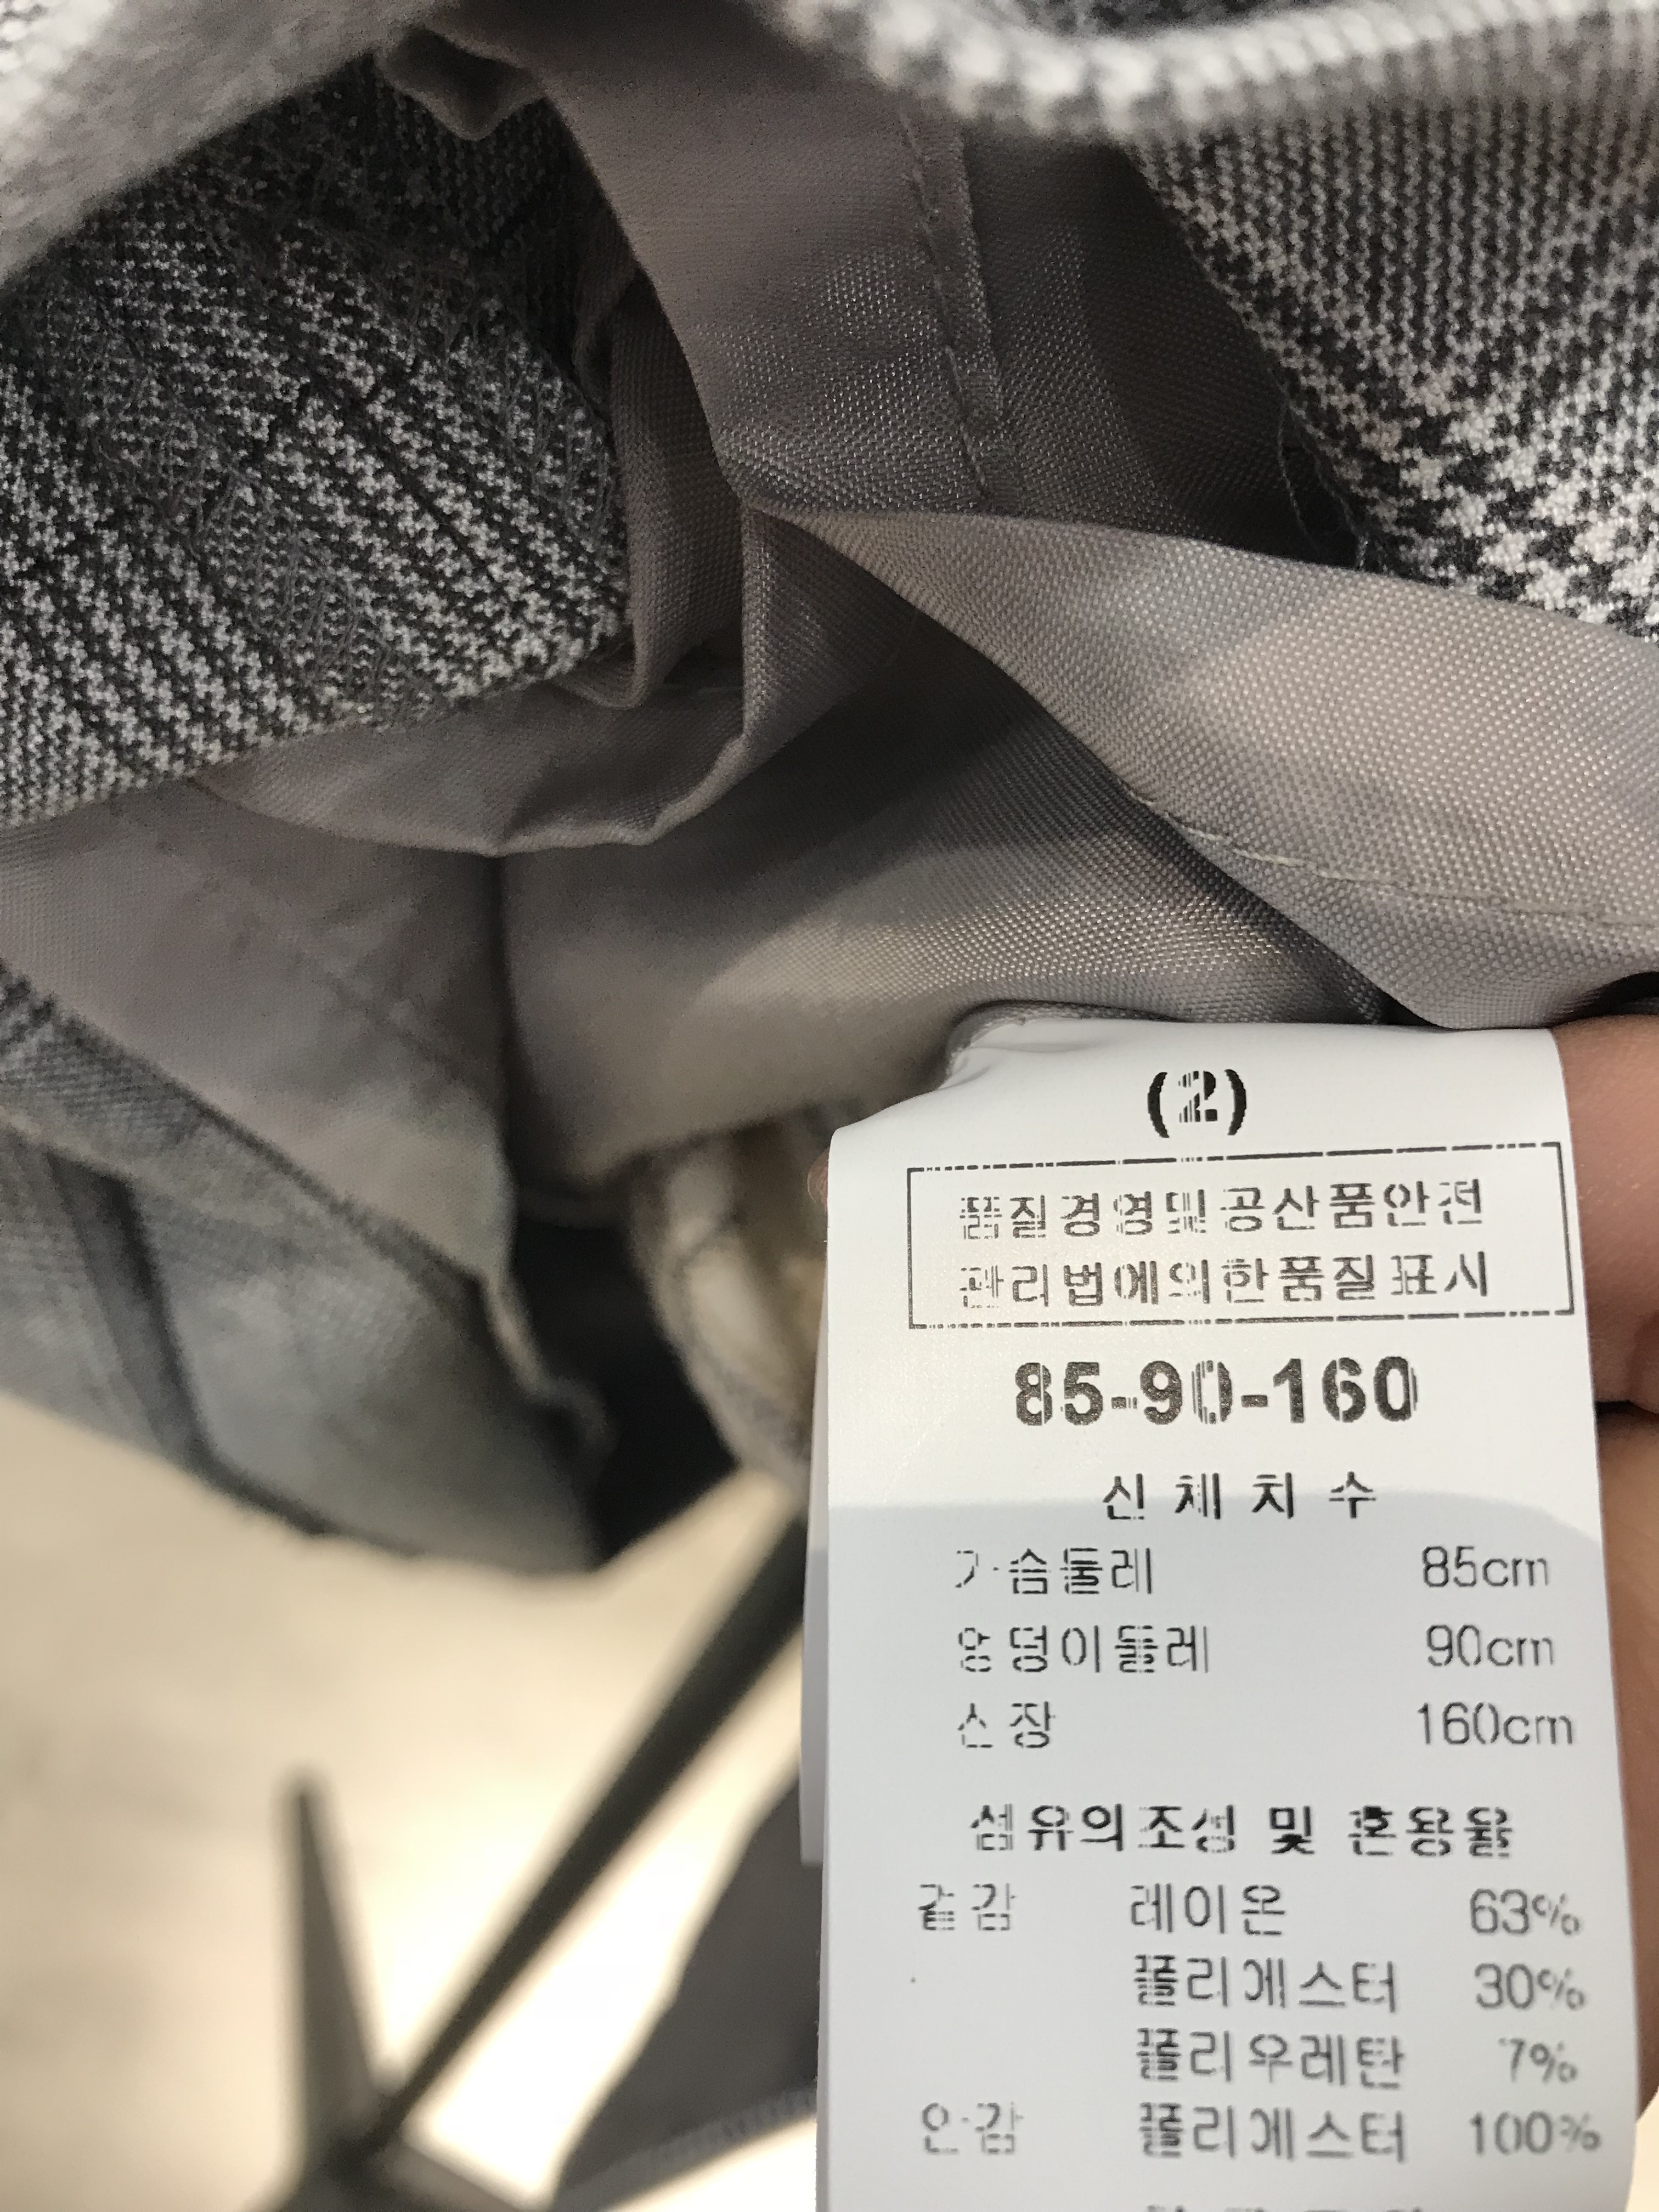 (2)
품질경영및공산품안전
관리법에의한품질표시
85-90-160
신체치수
가슴둘레 85cm
엉덩이둘레 90cm
신장 160cm
섬유의조성 및 혼용율
겉감 레이온 63%
폴리에스터 30%
폴리우레탄 7%
안감 폴리에스터 100%